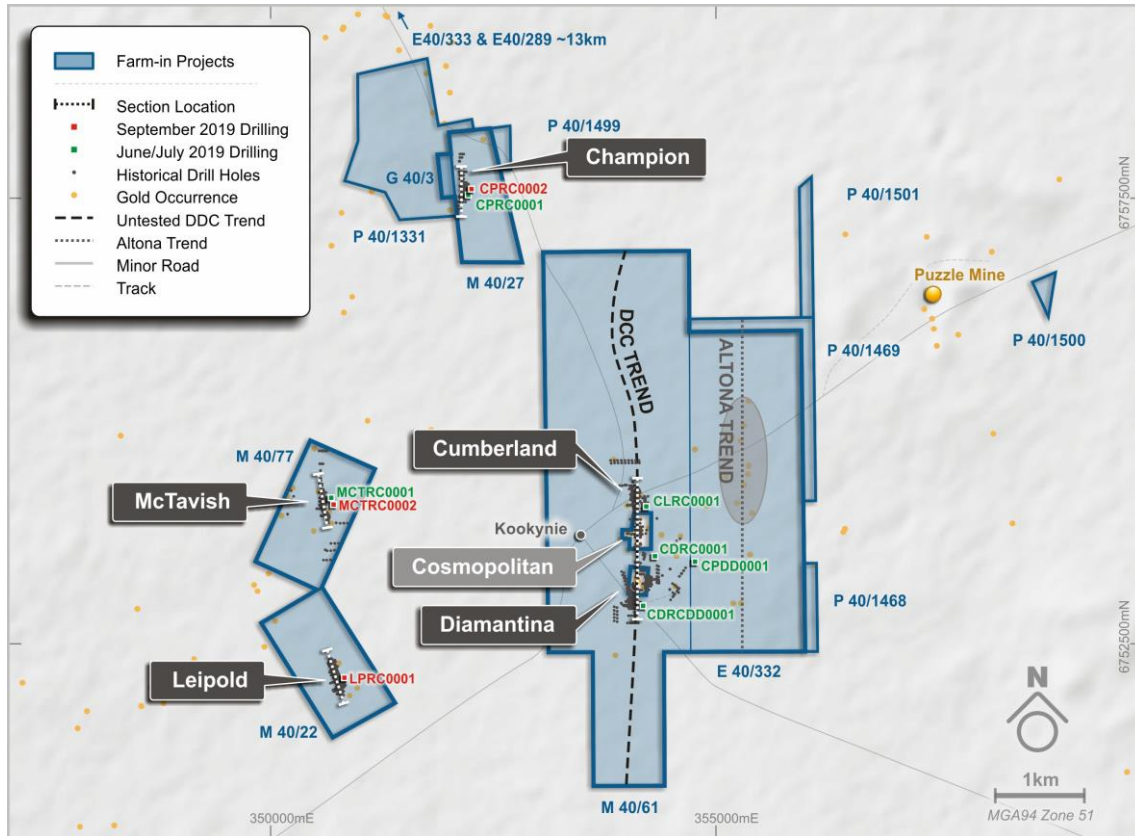 E40/333 & E40/289 ~13km
Farm-in Projects
Section Location
September 2019 Drilling
June/July 2019 Drilling
Historical Drill Holes
Gold Occurrence
Untested DDC Trend
Altona Trend
Minor Road
Track
P 40/1499
Champion
G 40/3
CPRC0002
CPRC0001
P 40/1331
M 40/27
P 40/1501
6757500mN
Puzzle Mine
P 40/1500
DCC TREND
ALTONA TREND
P 40/1469
Cumberland
M 40/77
McTavish
MCTRC0001
MCTRC0002
CLRC0001
Kookynie
CDRC0001
CPDD0001
Cosmopolitan
Diamantina
CDRCDD0001
P 40/1468
6752500mN
E 40/332
Leipold
LPRC0001
M 40/22
M 40/61
N
1km
MGA94 Zone 51
350000mE
355000mE